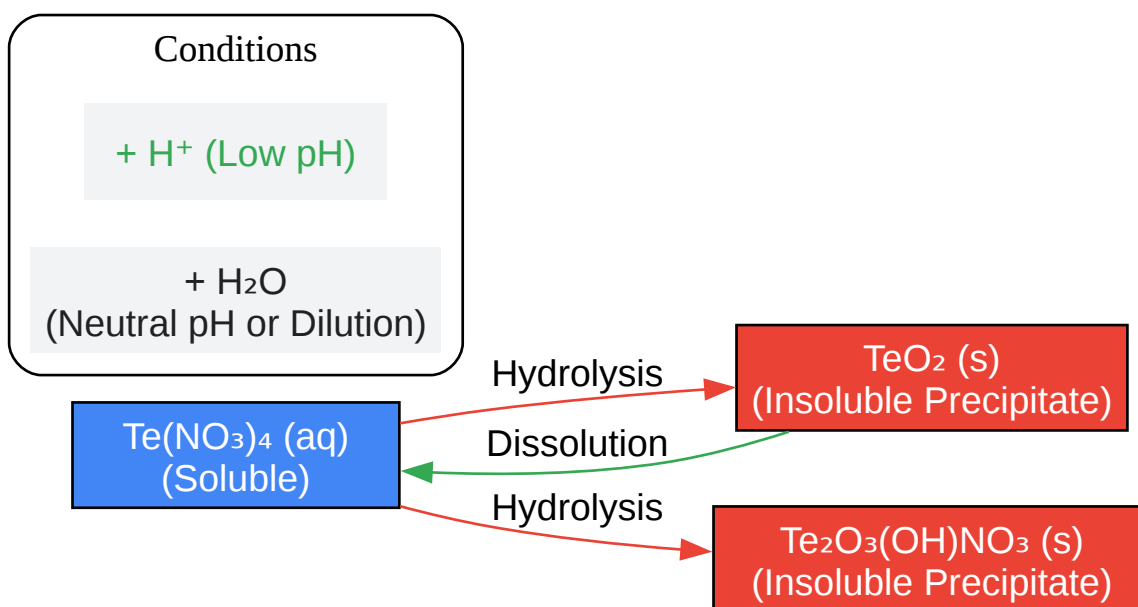 Conditions
+ H⁺ (Low pH)
+ H₂O
(Neutral pH or Dilution)
Hydrolysis
TeO₂ (s)
(Insoluble Precipitate)
Te(NO₃)₄ (aq)
(Soluble)
Dissolution
Hydrolysis
Te₂O₃(OH)NO₃ (s)
(Insoluble Precipitate)